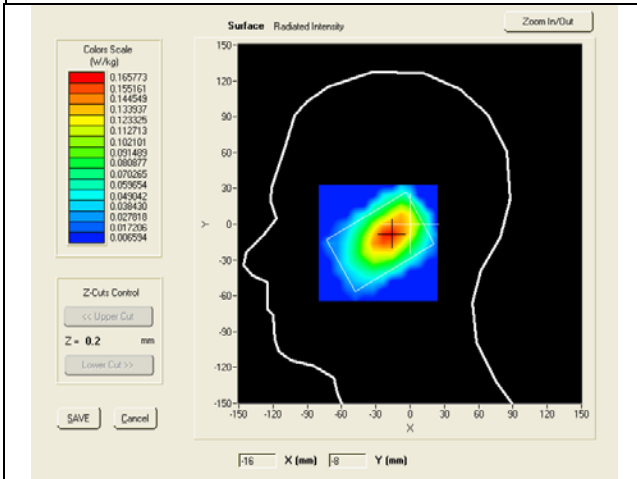 Surface Radiated Intensity
Zoom In/Out
Colors Scale
(W/kg)
0.165773
0.155161
0.144549
0.133937
0.123325
0.112713
0.102101
0.091489
0.080877
0.070265
0.059654
0.049042
0.038430
0.027818
0.017206
0.006594
Z-Cuts Control
<< Upper Cut
Z = 0.2 mm
Lower Cut >>
SAVE Cancel
150
120
90
60
30
0
-30
-60
-90
-120
-150
Y
-150 -120 -90 -60 -30 0 30 60 90 120 150
X
-16 X (mm) -8 Y (mm)